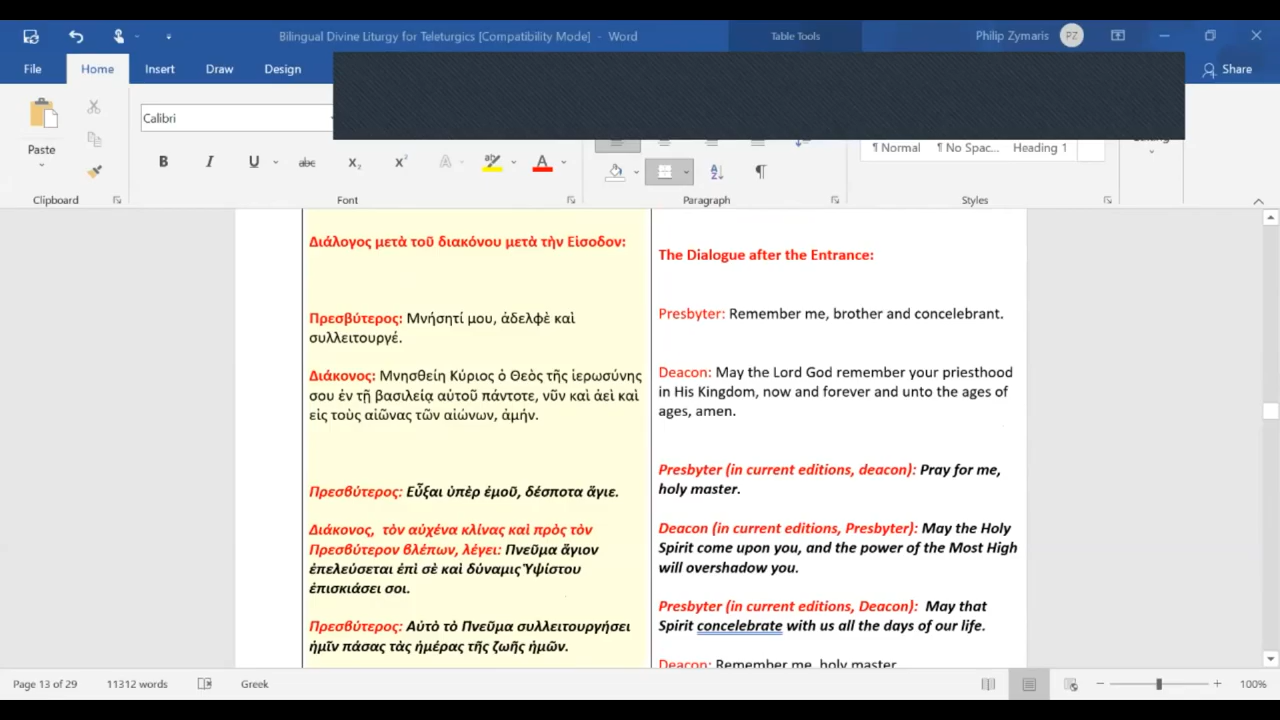 Bilingual Divine Liturgy for Teleturgics [Compatibility Mode] - Word
Table Tools
Philip Zymaris
PZ
File
Home
Insert
Draw
Design
Share
Paste
Calibri
B I U abc x₂ x² A A
¶ Normal
¶ No Spac...
Heading 1
Clipboard
Font
Paragraph
Styles
Διάλογος μετὰ τοῦ διακόνου μετὰ τὴν Εἰσοδον:
Πρεσβύτερος: Μνήσητί μου, ἀδελφὲ καὶ
συλλειτουργέ.
Διάκονος: Μνησθείη Κύριος ὁ Θεὸς τῆς ἱερωσύνης
σου ἐν τῇ βασιλείᾳ αὐτοῦ πάντοτε, νῦν καὶ ἀεὶ καὶ
εἰς τοὺς αἰῶνας τῶν αἰώνων, ἀμήν.
Πρεσβύτερος: Εὖξαι ὑπὲρ ἐμοῦ, δέσποτα ἅγιε.
Διάκονος, τὸν αὐχένα κλίνας καὶ πρὸς τὸν
Πρεσβύτερον βλέπων, λέγει: Πνεῦμα ἅγιον
ἐπελεύσεται ἐπὶ σὲ καὶ δύναμις Ὑψίστου
ἐπισκιάσει σοι.
Πρεσβύτερος: Αὐτὸ τὸ Πνεῦμα συλλειτουργήσει
ἡμῖν πάσας τὰς ἡμέρας τῆς ζωῆς ἡμῶν.
The Dialogue after the Entrance:
Presbyter: Remember me, brother and concelebrant.
Deacon: May the Lord God remember your priesthood
in His Kingdom, now and forever and unto the ages of
ages, amen.
Presbyter (in current editions, deacon): Pray for me,
holy master.
Deacon (in current editions, Presbyter): May the Holy
Spirit come upon you, and the power of the Most High
will overshadow you.
Presbyter (in current editions, Deacon): May that
Spirit concelebrate with us all the days of our life.
Deacon: Remember me, holy master
Page 13 of 29
11312 words
Greek
100%